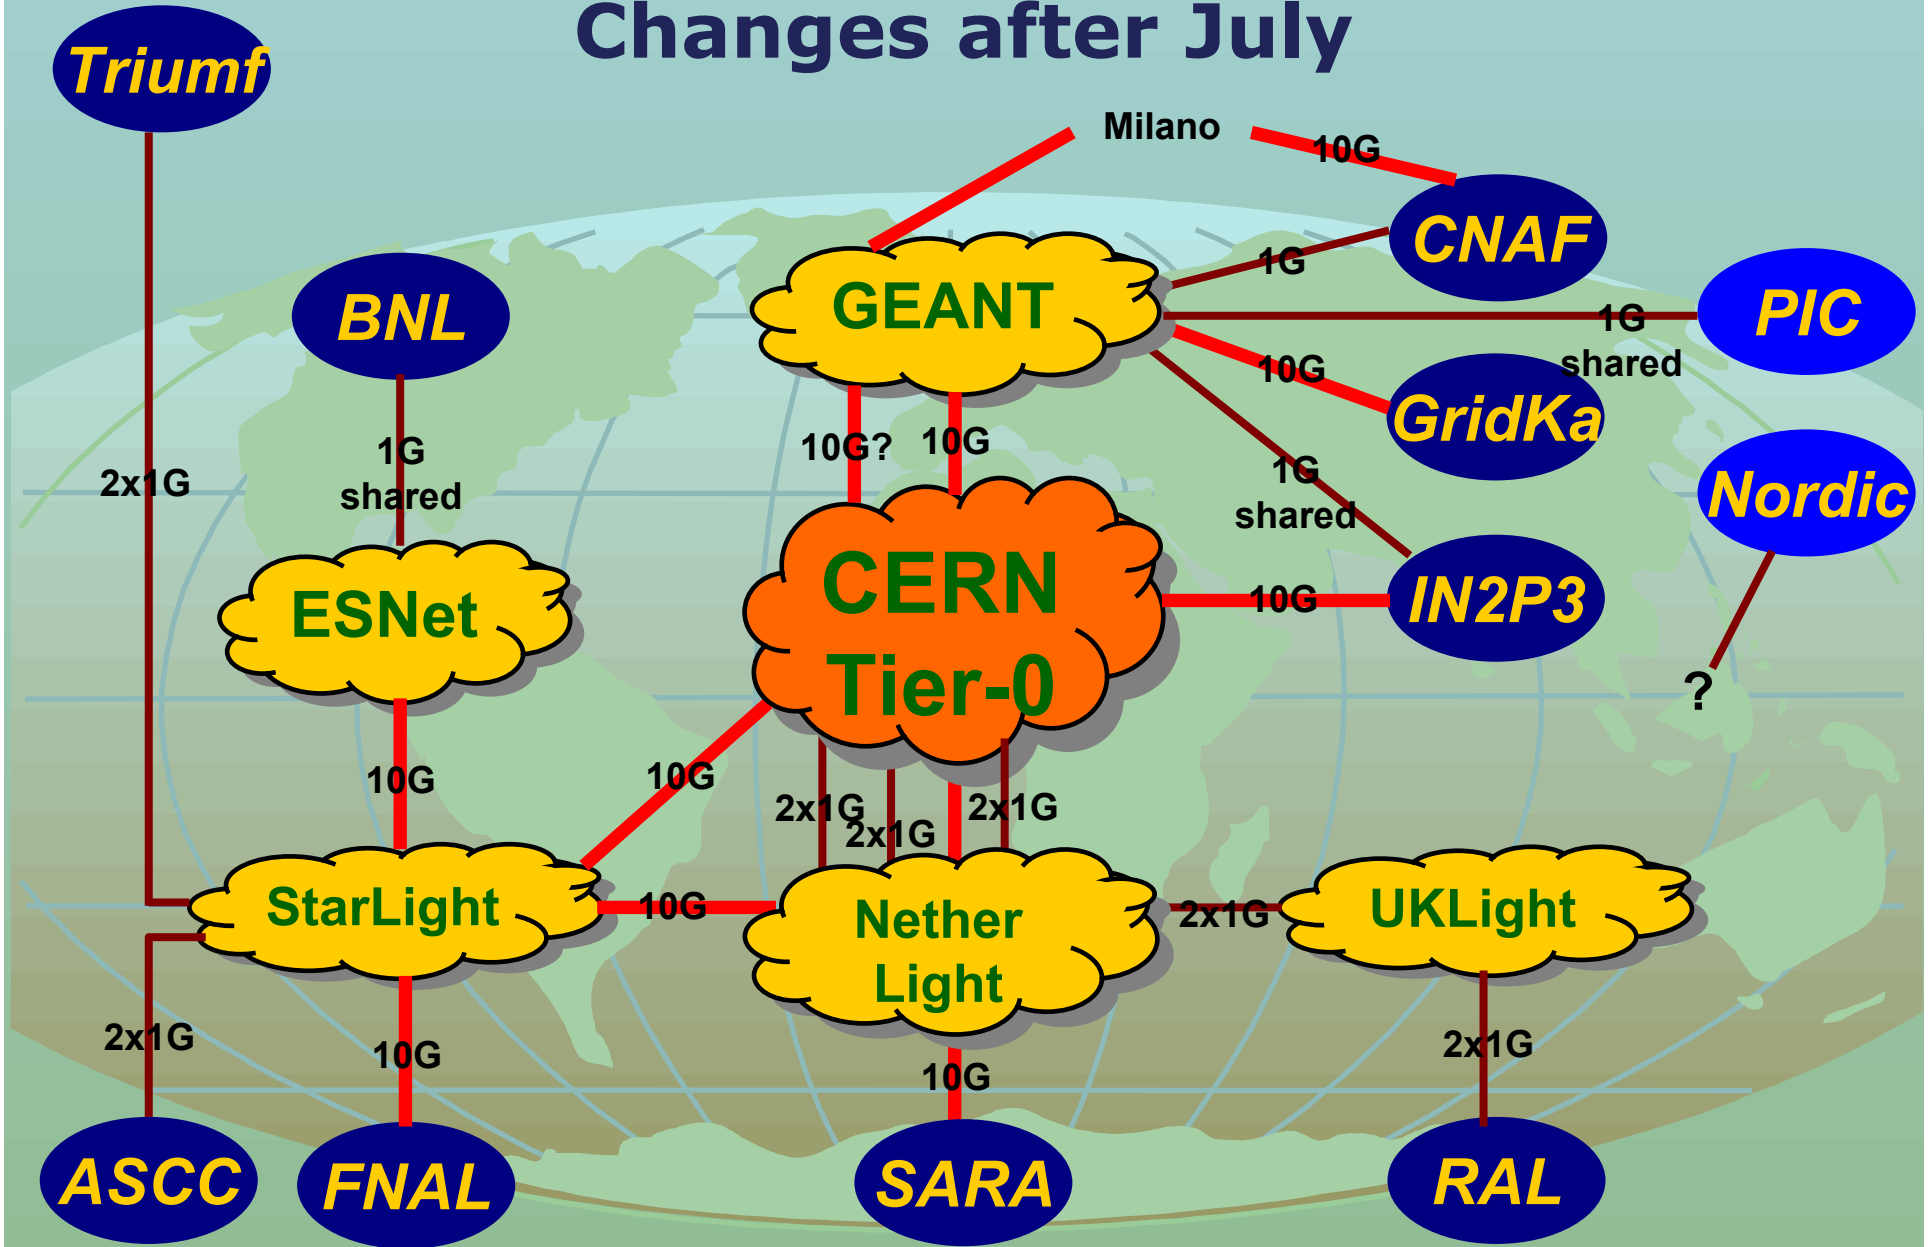 Changes after July
Triumf
Milano
10G
CNAF
1G
GEANT
BNL
PIC
1G
shared
10G
GridKa
10G?
10G
1G
shared
2x1G
1G
shared
Nordic
CERN
Tier-0
ESNet
10G
IN2P3
?
10G
10G
2x1G
2x1G
2x1G
StarLight
10G
Nether
Light
2x1G
UKLight
2x1G
10G
10G
2x1G
ASCC
FNAL
SARA
RAL